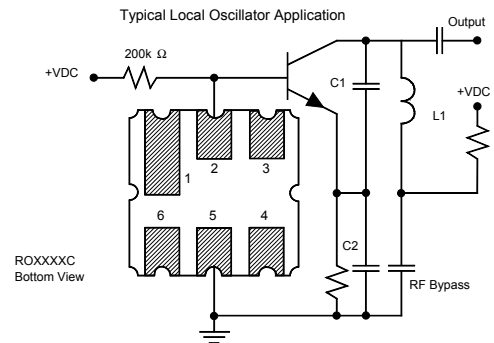 Typical Local Oscillator Application
Output
200k Ω
+VDC
C1
+VDC
L1
1
2
3
6
5
4
C2
ROXXXXC
Bottom View
RF Bypass